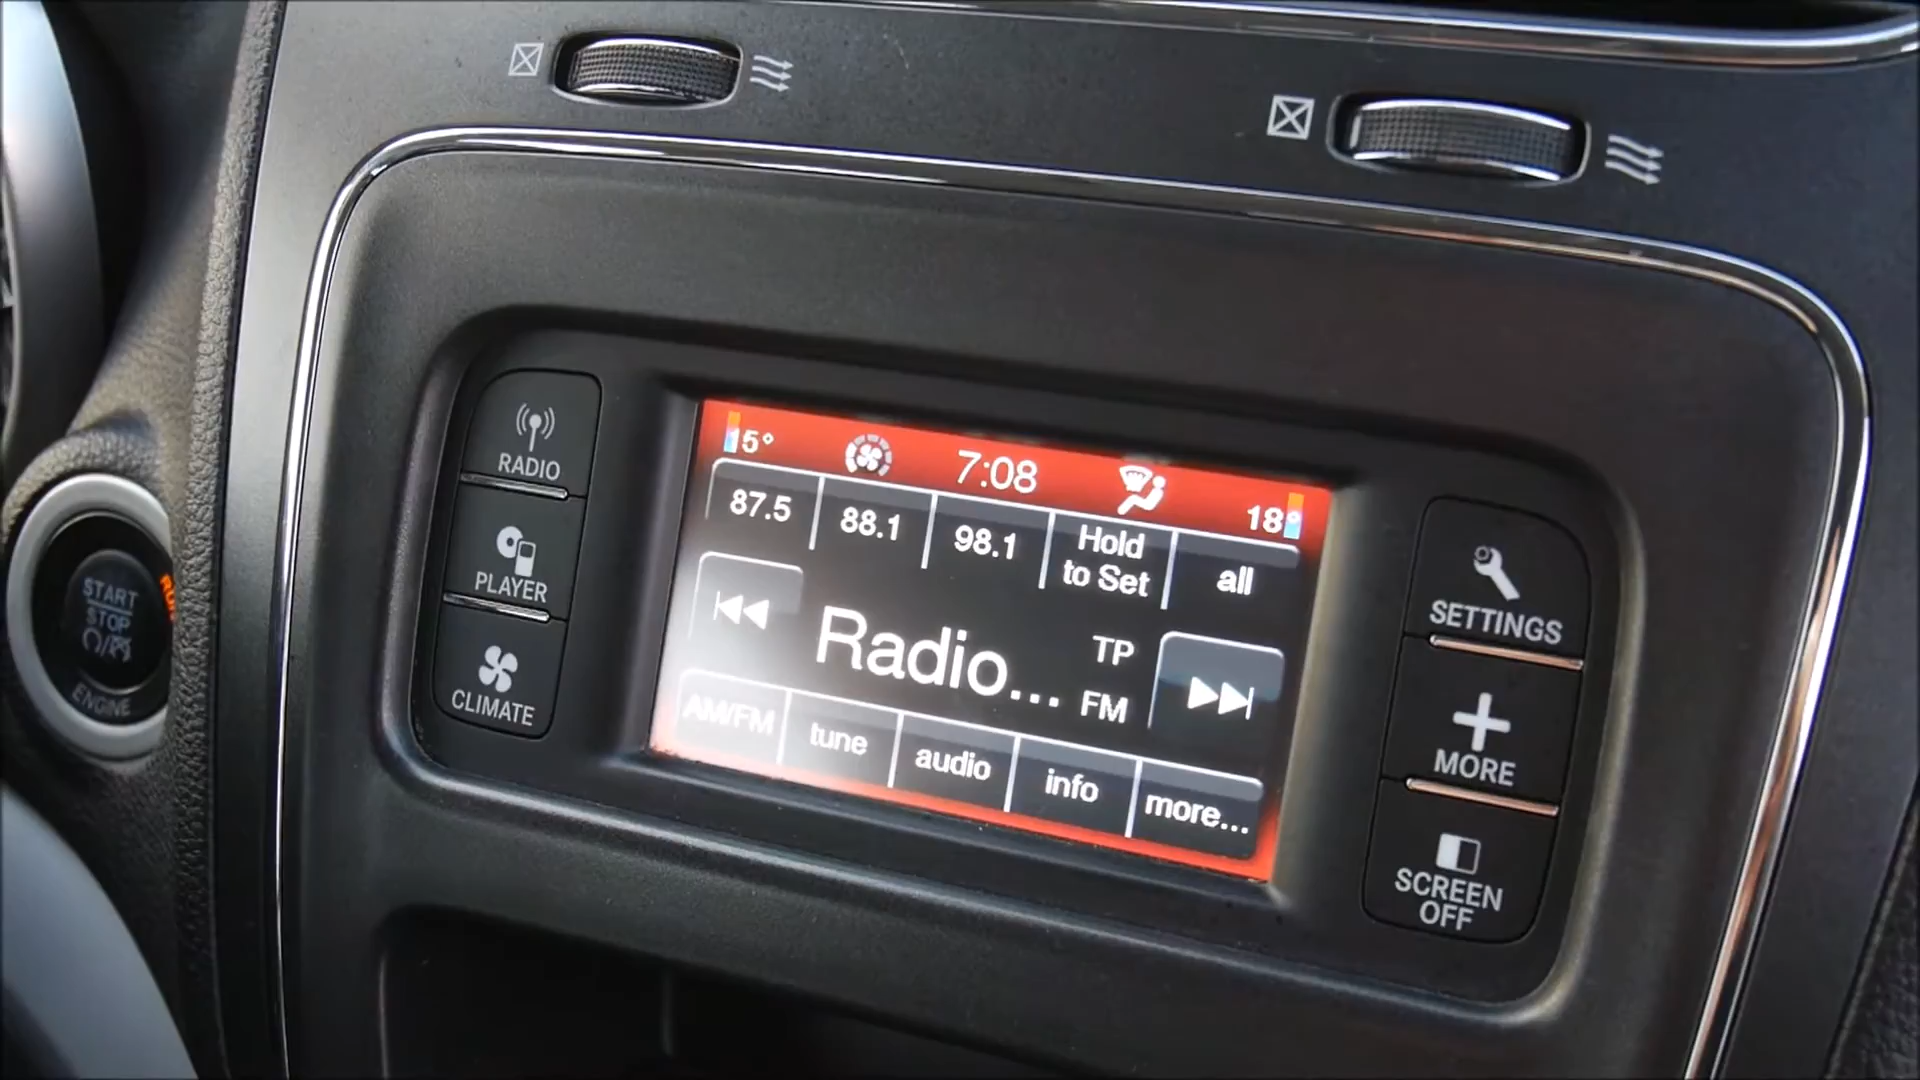 RADIO
PLAYER
CLIMATE
START
STOP
ENGINE
RUN
5° 7:08 18°
87.5 88.1 98.1 Hold to Set all
Radio... TP
FM
AM/FM tune audio info more...
SETTINGS
MORE
SCREEN
OFF